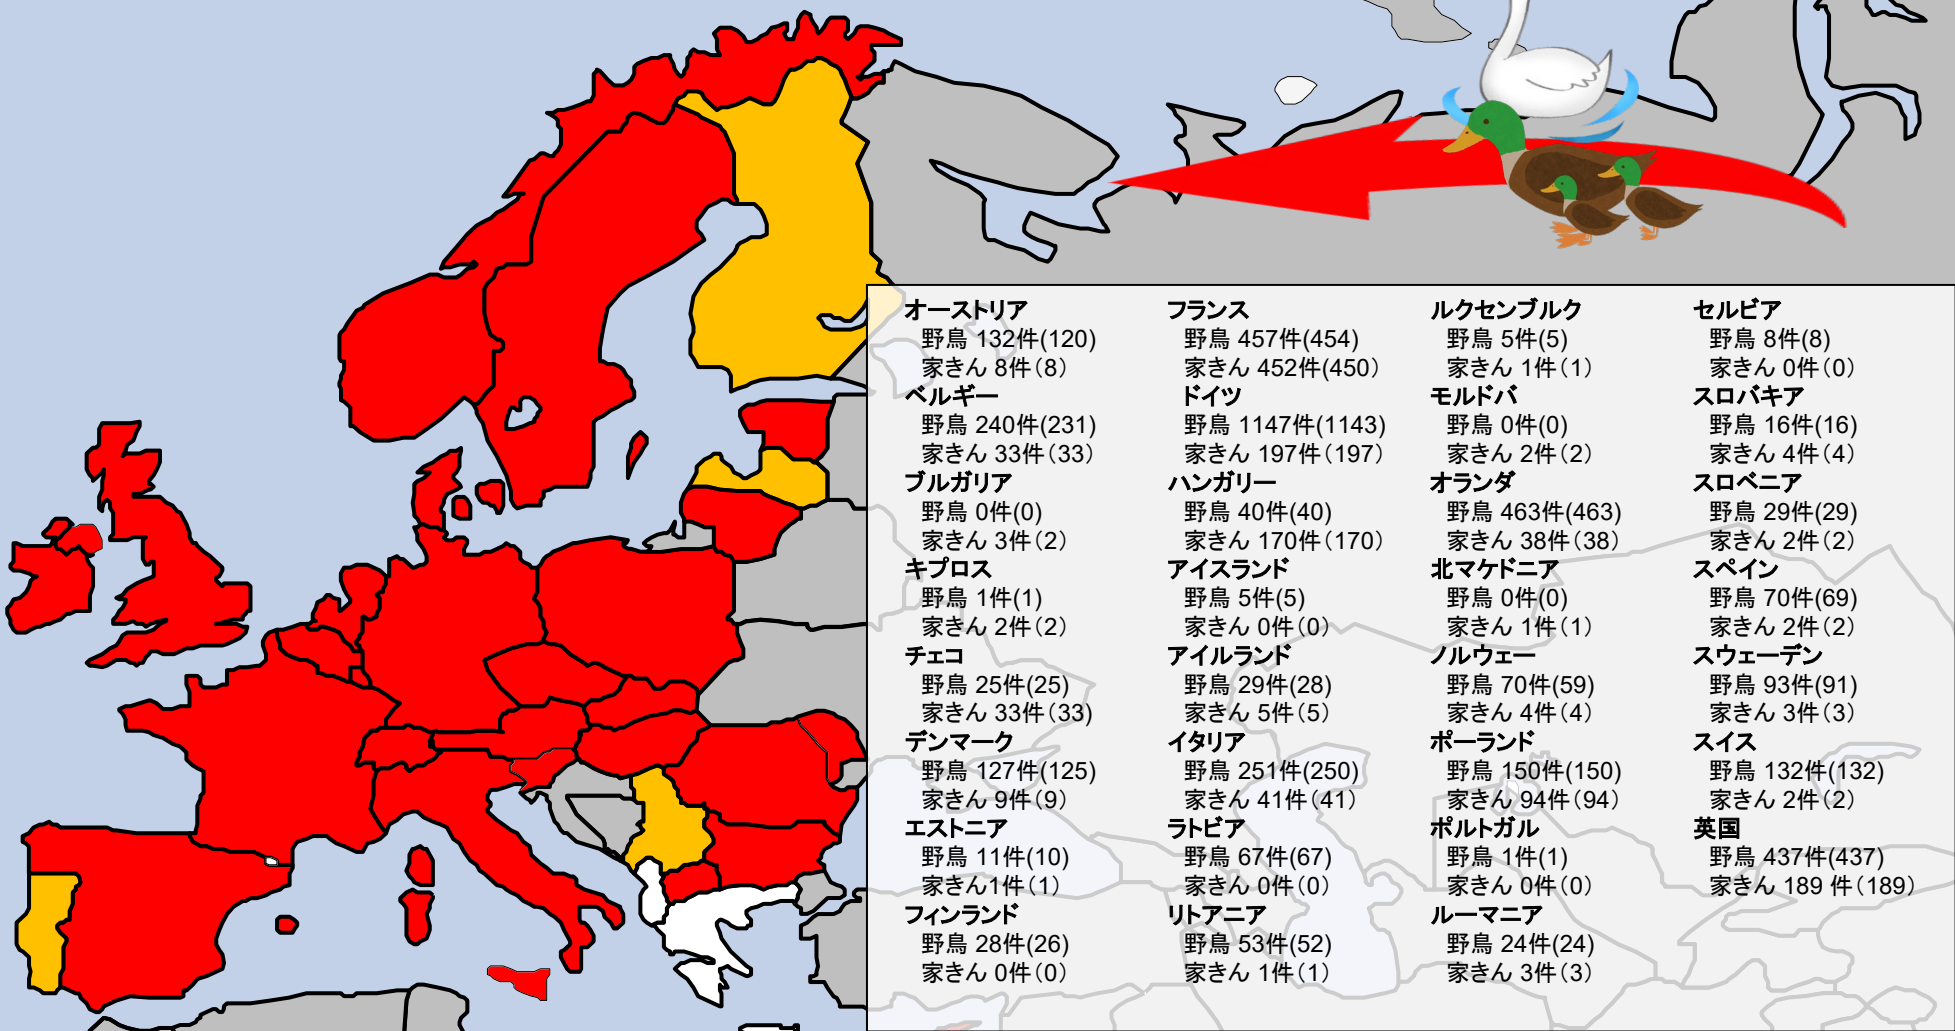 オーストリア
野鳥 132件(120)
家きん 8件(8)
ベルギー
野鳥 240件(231)
家きん 33件(33)
ブルガリア
野鳥 0件(0)
家きん 3件(2)
キプロス
野鳥 1件(1)
家きん 2件(2)
チェコ
野鳥 25件(25)
家きん 33件(33)
デンマーク
野鳥 127件(125)
家きん 9件(9)
エストニア
野鳥 11件(10)
家きん1件(1)
フィンランド
野鳥 28件(26)
家きん 0件(0)
フランス
野鳥 457件(454)
家きん 452件(450)
ドイツ
野鳥 1147件(1143)
家きん 197件(197)
ハンガリー
野鳥 40件(40)
家きん 170件(170)
アイスランド
野鳥 5件(5)
家きん 0件(0)
アイルランド
野鳥 29件(28)
家きん 5件(5)
イタリア
野鳥 251件(250)
家きん 41件(41)
ラトビア
野鳥 67件(67)
家きん 0件(0)
リトアニア
野鳥 53件(52)
家きん 1件(1)
ルクセンブルク
野鳥 5件(5)
家きん 1件(1)
モルドバ
野鳥 0件(0)
家きん 2件(2)
オランダ
野鳥 463件(463)
家きん 38件(38)
北マケドニア
野鳥 0件(0)
家きん 1件(1)
ノルウェー
野鳥 70件(59)
家きん 4件(4)
ポーランド
野鳥 150件(150)
家きん 94件(94)
ポルトガル
野鳥 1件(1)
家きん 0件(0)
ルーマニア
野鳥 24件(24)
家きん 3件(3)
セルビア
野鳥 8件(8)
家きん 0件(0)
スロバキア
野鳥 16件(16)
家きん 4件(4)
スロベニア
野鳥 29件(29)
家きん 2件(2)
スペイン
野鳥 70件(69)
家きん 2件(2)
スウェーデン
野鳥 93件(91)
家きん 3件(3)
スイス
野鳥 132件(132)
家きん 2件(2)
英国
野鳥 437件(437)
家きん 189 件(189)